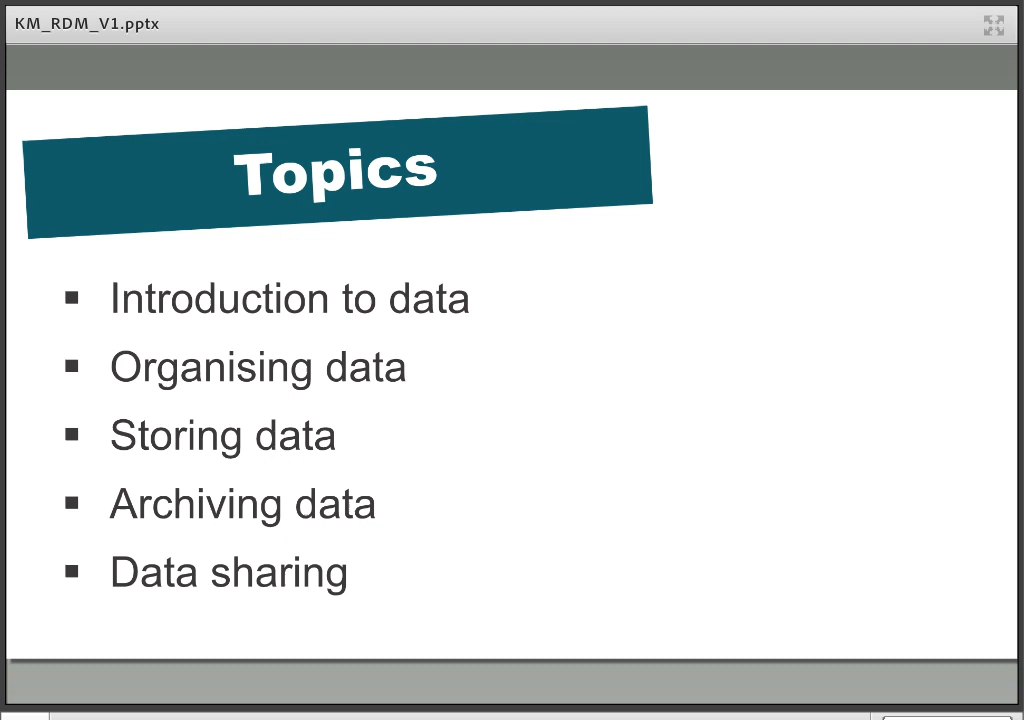 KM_RDM_V1.pptx
Topics
▪ Introduction to data
▪ Organising data
▪ Storing data
▪ Archiving data
▪ Data sharing